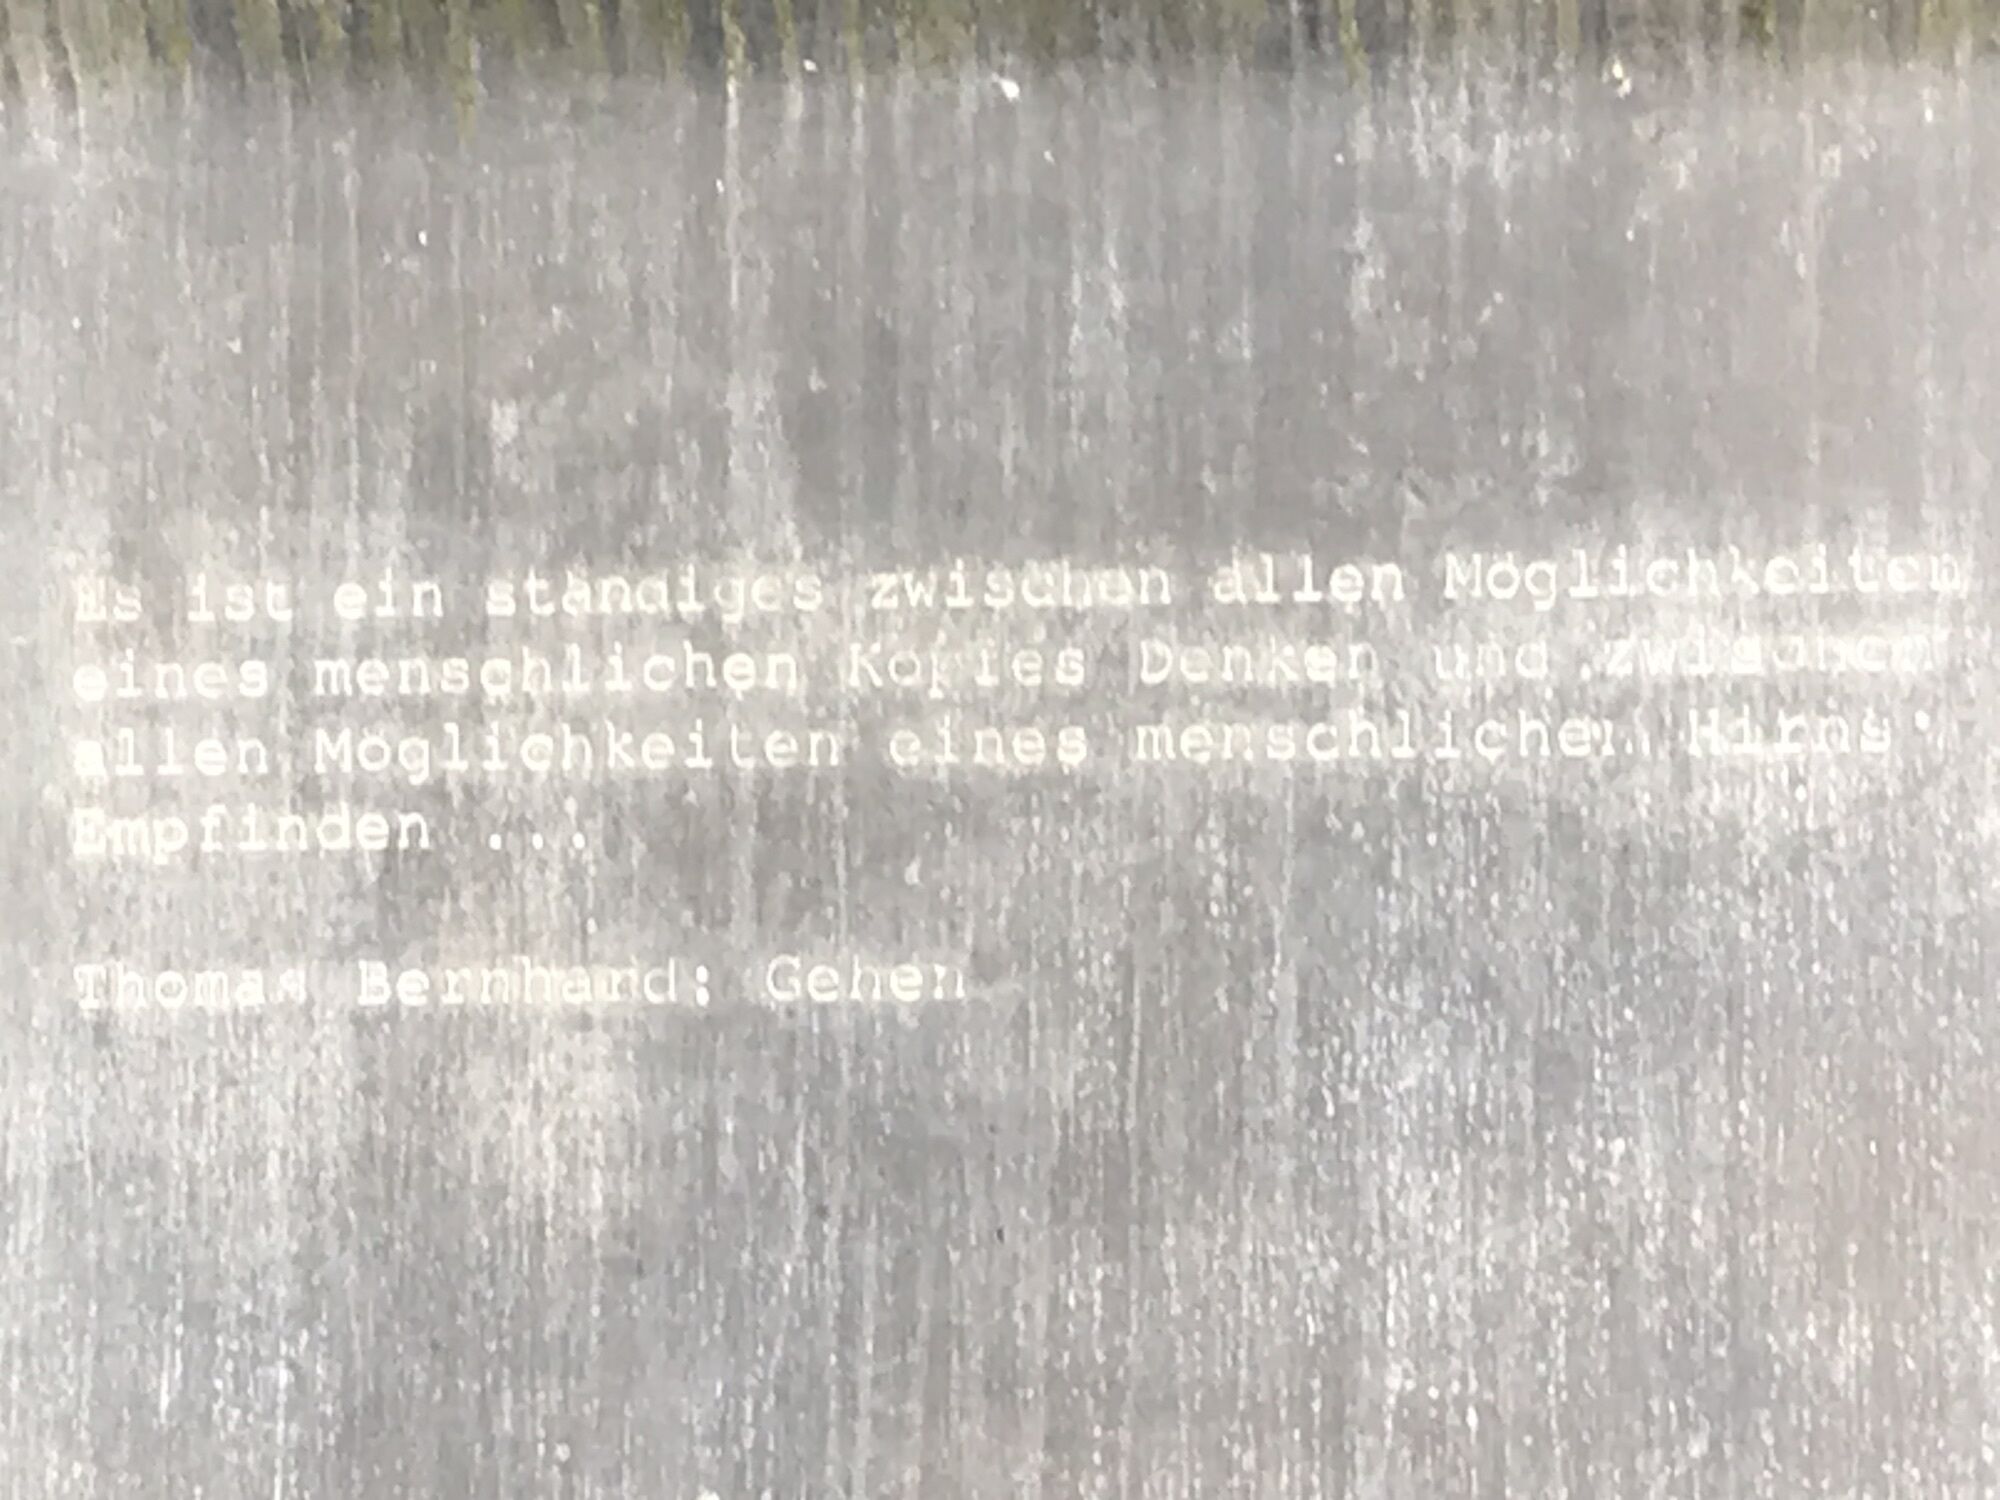 Es ist ein ständiges zwischen allen Möglichkeiten
eines menschlichen Kopfes Denken und zwischen
allen Möglichkeiten eines menschlichen Hirns
Empfinden ...
Thomas Bernhard: Gehen